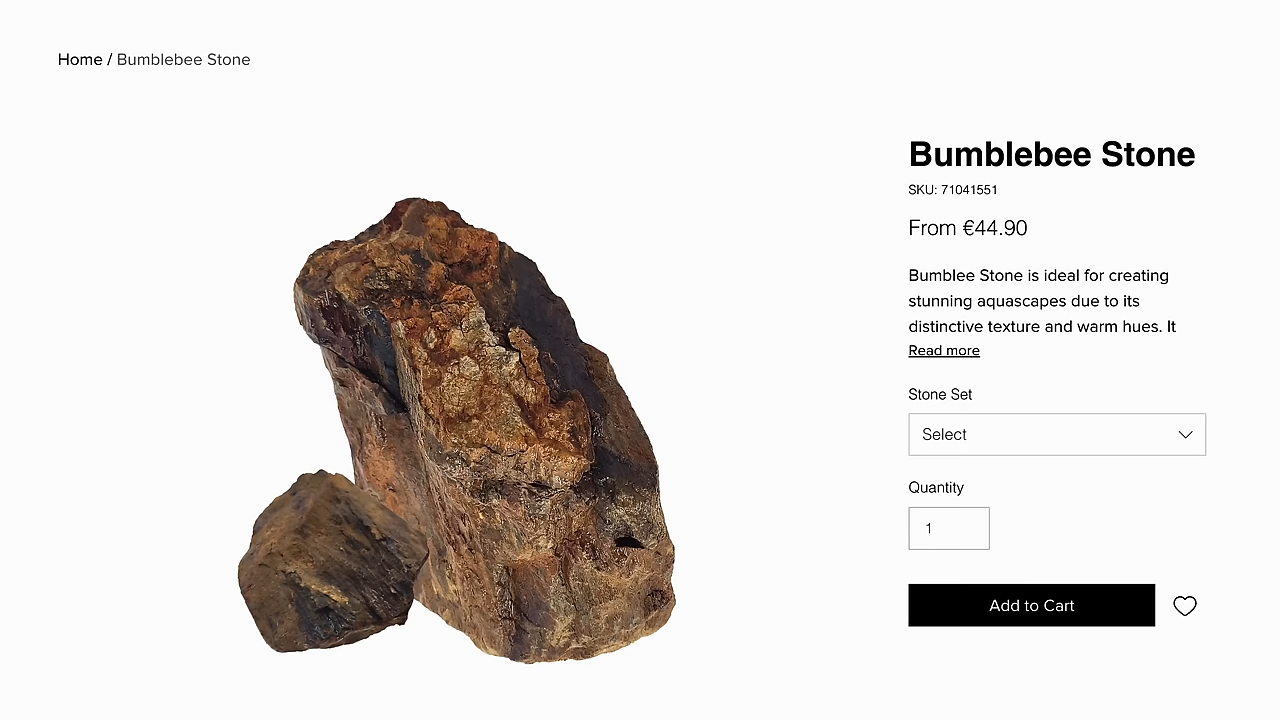 Home / Bumblebee Stone
Bumblebee Stone
SKU: 71041551
From €44.90
Bumblee Stone is ideal for creating
stunning aquascapes due to its
distinctive texture and warm hues. It
Read more
Stone Set
Select
Quantity
1
Add to Cart